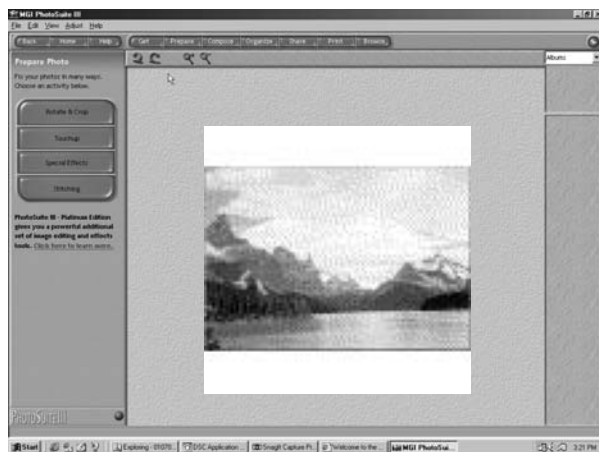 MGI PhotoSuite III
File Edit View Adjust Help
Back Home Help Get Prepare Compose Organize Share Print Browse
Albums
Prepare Photo
Fix your photos in many ways.
Choose an activity below.
Rotate & Crop
Touchup
Special Effects
Stitching
PhotoSuite III - Platinum Edition
gives you a powerful additional
set of image editing and effects
tools. Click here to learn more.
PhotoSuite III
Start Exploring - 01070... DSC Application ... SnagIt Capture Pr... Welcome to the ... MGI PhotoSui... 3:21 PM